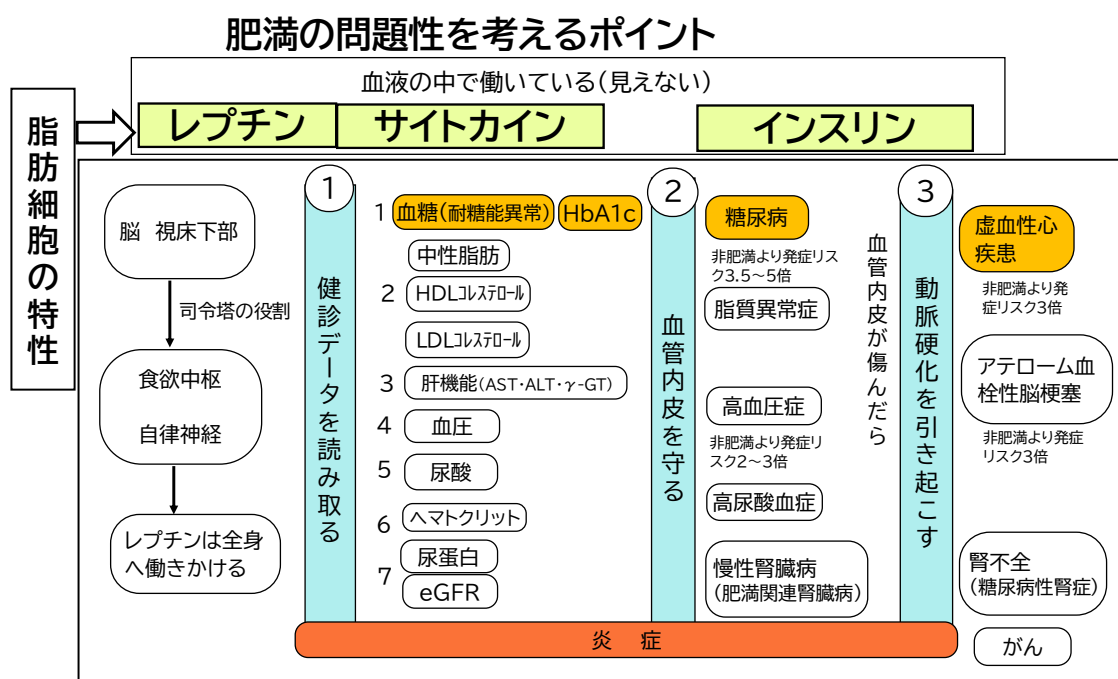 肥満の問題性を考えるポイント
血液の中で働いている(見えない)
脂肪細胞の特性
レプチン
サイトカイン
インスリン
脳 視床下部
司令塔の役割
食欲中枢
自律神経
レプチンは全身
へ働きかける
1
健診データを読み取る
1 血糖(耐糖能異常) HbA1c
中性脂肪
2 HDLコレステロール
LDLコレステロール
3 肝機能(AST・ALT・γ-GT)
4 血圧
5 尿酸
6 ヘマトクリット
7 尿蛋白
eGFR
2
血管内皮を守る
糖尿病
非肥満より発症リス
ク3.5~5倍
脂質異常症
高血圧症
非肥満より発症リ
スク2~3倍
高尿酸血症
慢性腎臓病
(肥満関連腎臓病)
血管内皮が傷んだら
3
動脈硬化を引き起こす
虚血性心
疾患
非肥満より発
症リスク3倍
アテローム血
栓性脳梗塞
非肥満より発症
リスク3倍
腎不全
(糖尿病性腎症)
がん
炎 症